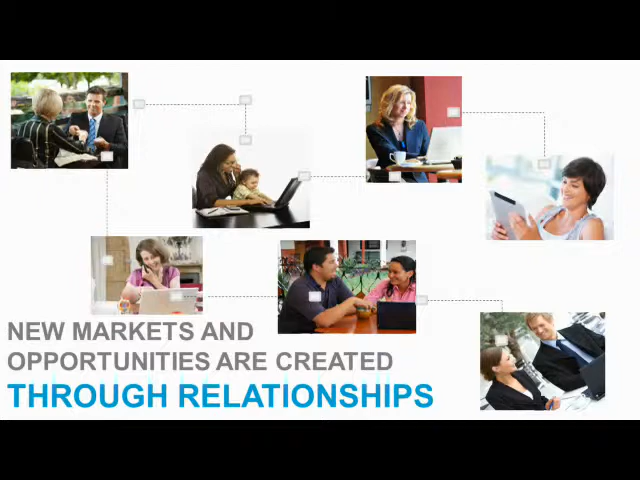 NEW MARKETS AND
OPPORTUNITIES ARE CREATED
THROUGH RELATIONSHIPS